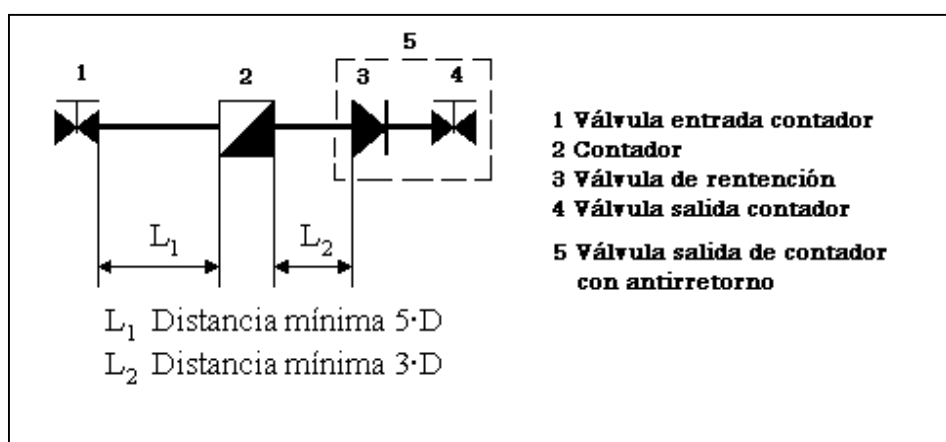 5
1 2 3 4
1 Válvula entrada contador
2 Contador
3 Válvula de rentención
4 Válvula salida contador
5 Válvula salida de contador
con antirretorno
L1 L2
L1 Distancia mínima 5·D
L2 Distancia mínima 3·D